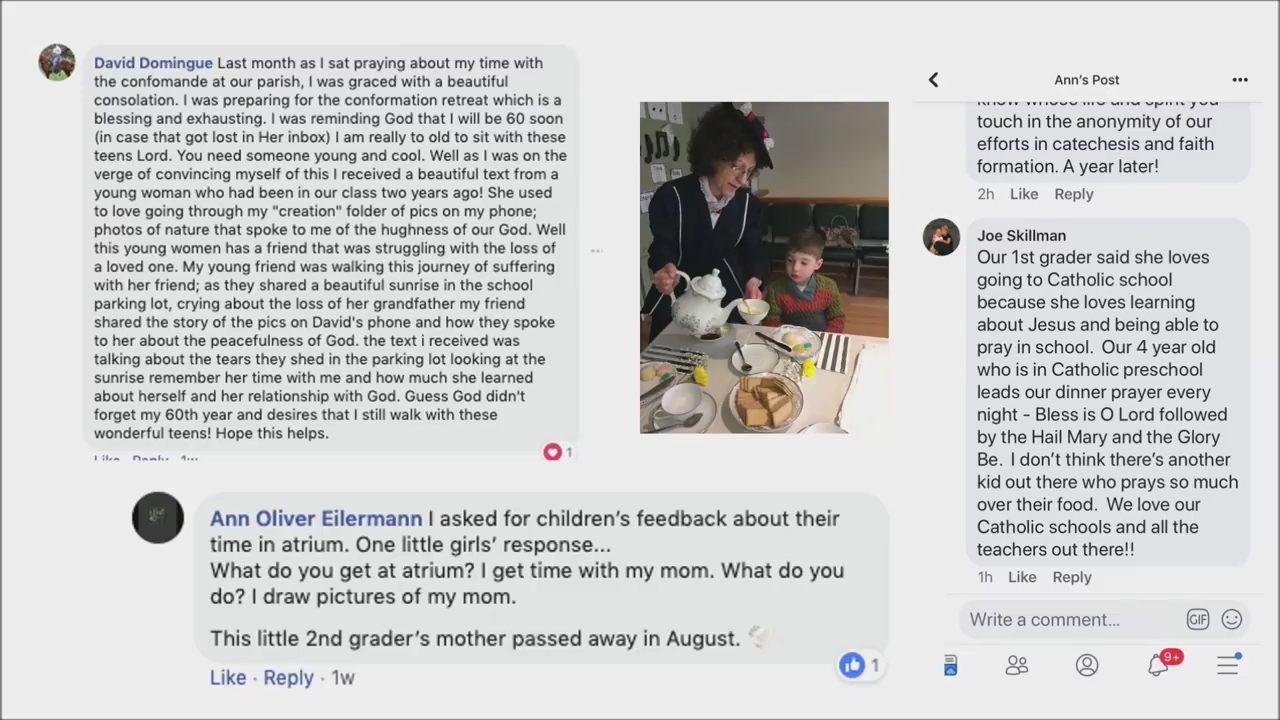 David Domingue Last month as I sat praying about my time with
the confomande at our parish, I was graced with a beautiful
consolation. I was preparing for the conformation retreat which is a
blessing and exhausting. I was reminding God that I will be 60 soon
(in case that got lost in Her inbox) I am really to old to sit with these
teens Lord. You need someone young and cool. Well as I was on the
verge of convincing myself of this I received a beautiful text from a
young woman who had been in our class two years ago! She used
to love going through my "creation" folder of pics on my phone;
photos of nature that spoke to me of the hughness of our God. Well
this young women has a friend that was struggling with the loss of
a loved one. My young friend was walking this journey of suffering
with her friend; as they shared a beautiful sunrise in the school
parking lot, crying about the loss of her grandfather my friend
shared the story of the pics on David's phone and how they spoke
to her about the peacefulness of God. the text i received was
talking about the tears they shed in the parking lot looking at the
sunrise remember her time with me and how much she learned
about herself and her relationship with God. Guess God didn't
forget my 60th year and desires that I still walk with these
wonderful teens! Hope this helps.
Like · Reply · 1w
1
Ann Oliver Eilermann I asked for children's feedback about their
time in atrium. One little girls' response...
What do you get at atrium? I get time with my mom. What do you
do? I draw pictures of my mom.
This little 2nd grader's mother passed away in August.
Like · Reply · 1w
1
Ann's Post
know whose life and spirit you
touch in the anonymity of our
efforts in catechesis and faith
formation. A year later!
2h Like Reply
Joe Skillman
Our 1st grader said she loves
going to Catholic school
because she loves learning
about Jesus and being able to
pray in school. Our 4 year old
who is in Catholic preschool
leads our dinner prayer every
night - Bless is O Lord followed
by the Hail Mary and the Glory
Be. I don't think there's another
kid out there who prays so much
over their food. We love our
Catholic schools and all the
teachers out there!!
1h Like Reply
Write a comment...
GIF
9+